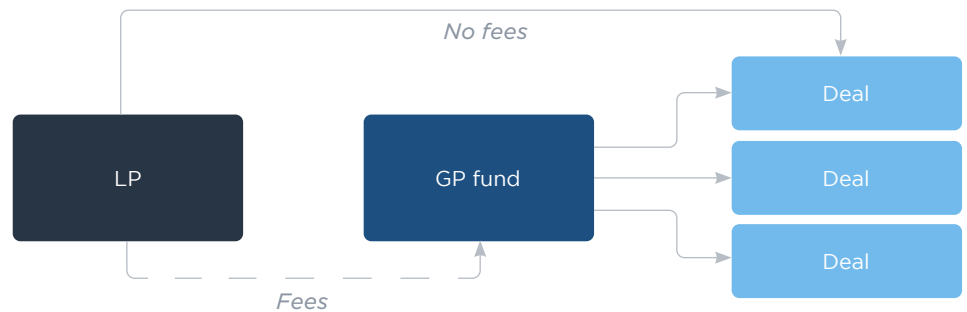 No fees
Deal
LP
GP fund
Deal
Deal
Fees